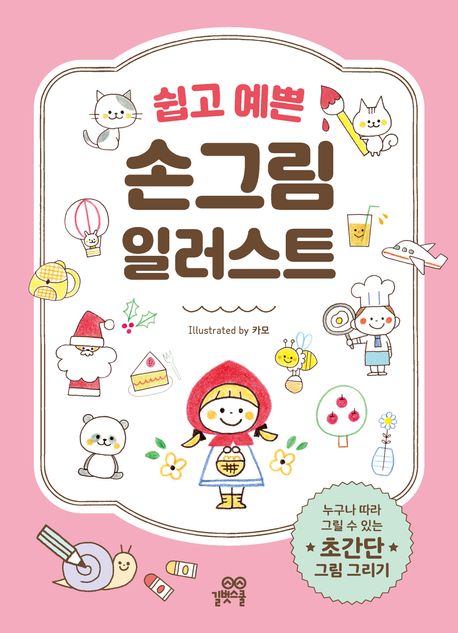 쉽고 예쁜
손그림
일러스트
Illustrated by 카모
누구나 따라
그릴 수 있는
★ 초간단 ★
그림 그리기
길벗스쿨